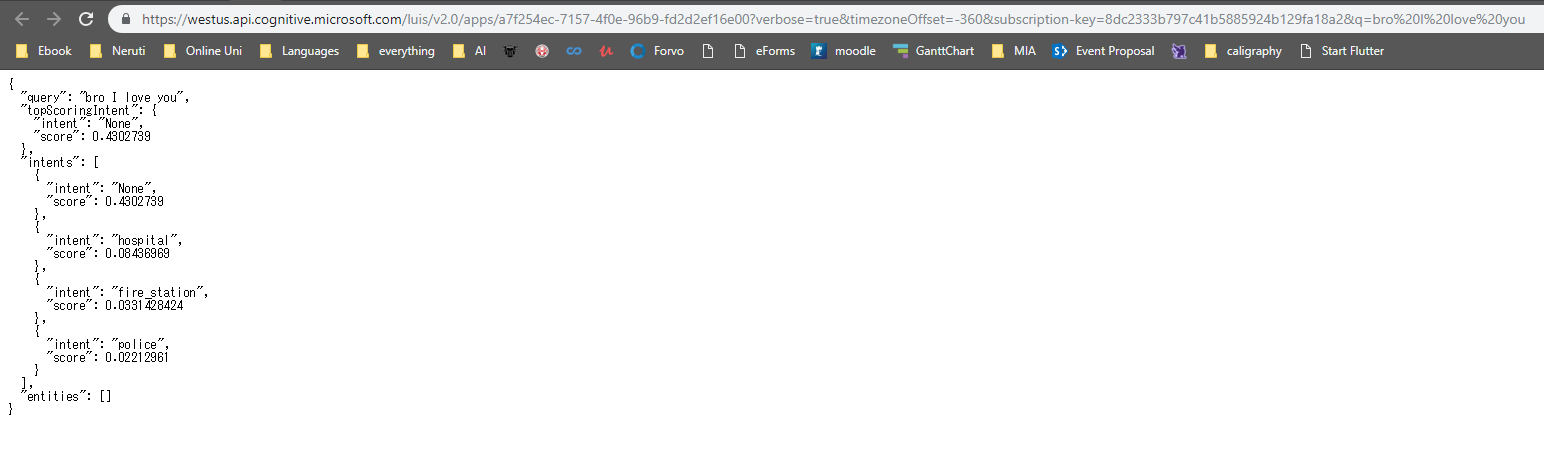 https://westus.api.cognitive.microsoft.com/luis/v2.0/apps/a7f254ec-7157-4f0e-96b9-fd2d2ef16e00?verbose=true&timezoneOffset=-360&subscription-key=8dc2333b797c41b5885924b129fa18a2&q=bro%20I%20love%20you
Ebook Neruti Online Uni Languages everything AI Forvo eForms moodle GanttChart MIA Event Proposal caligraphy Start Flutter
{
  "query": "bro I love you",
  "topScoringIntent": {
    "intent": "None",
    "score": 0.4302739
  },
  "intents": [
    {
      "intent": "None",
      "score": 0.4302739
    },
    {
      "intent": "hospital",
      "score": 0.08436969
    },
    {
      "intent": "fire_station",
      "score": 0.0331428424
    },
    {
      "intent": "police",
      "score": 0.02212961
    }
  ],
  "entities": []
}